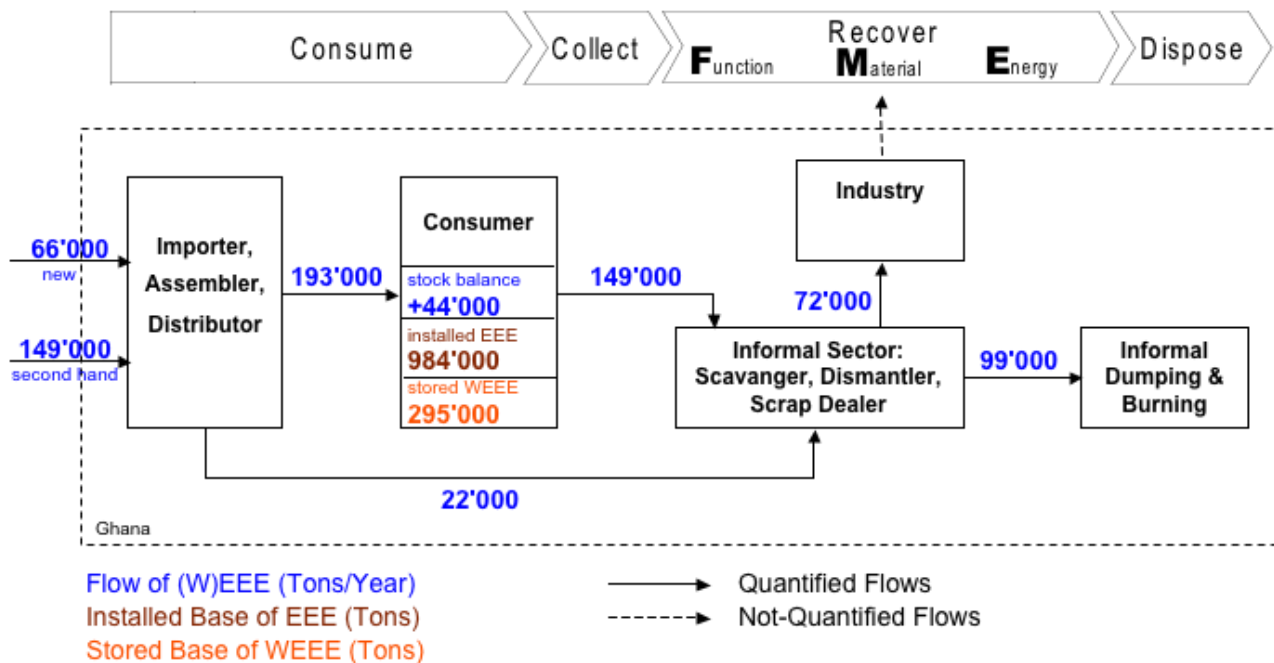 Consume
Collect
Recover
Function
Material
Energy
Dispose
Industry
66'000
new
149'000
second hand
Importer,
Assembler,
Distributor
193'000
Consumer
stock balance
+44'000
installed EEE
984'000
stored WEEE
295'000
149'000
72'000
Informal Sector:
Scavanger, Dismantler,
Scrap Dealer
99'000
Informal
Dumping &
Burning
22'000
Ghana
Flow of (W)EEE (Tons/Year)
Installed Base of EEE (Tons)
Stored Base of WEEE (Tons)
Quantified Flows
Not-Quantified Flows